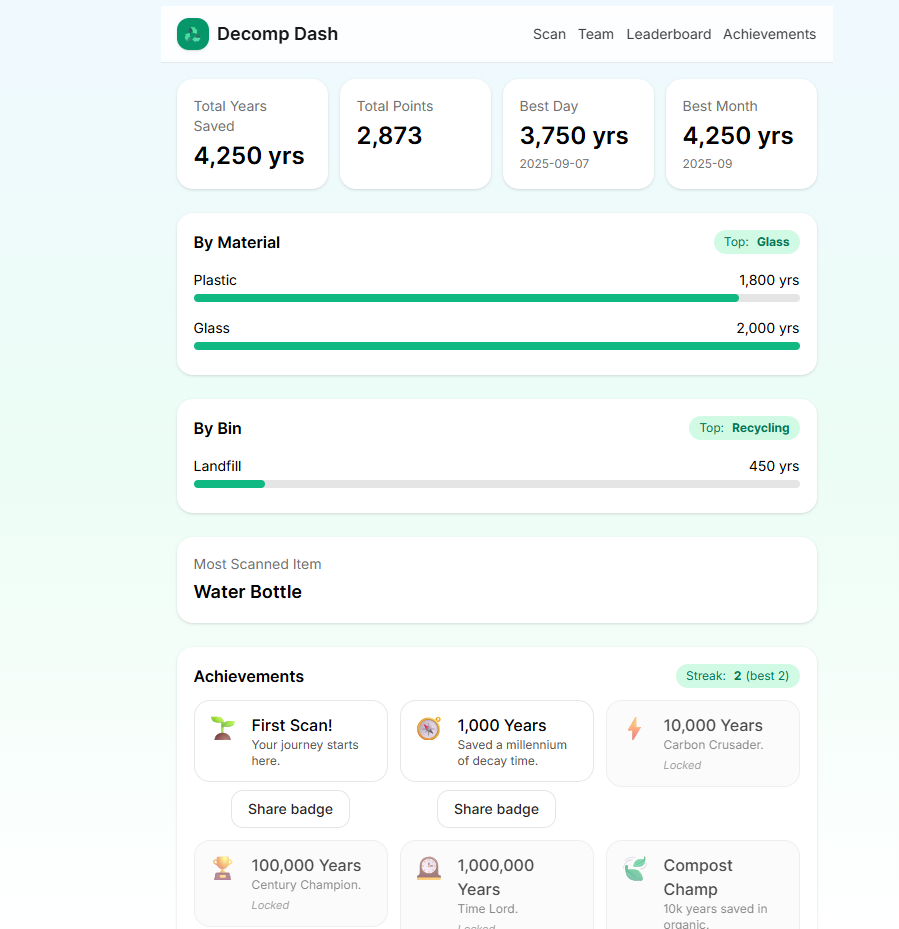 Decomp Dash
Scan Team Leaderboard Achievements
Total Years
Saved
4,250 yrs
Total Points
2,873
Best Day
3,750 yrs
2025-09-07
Best Month
4,250 yrs
2025-09
By Material
Top: Glass
Plastic 1,800 yrs
Glass 2,000 yrs
By Bin
Top: Recycling
Landfill 450 yrs
Most Scanned Item
Water Bottle
Achievements
Streak: 2 (best 2)
First Scan!
Your journey starts
here.
Share badge
1,000 Years
Saved a millennium
of decay time.
Share badge
10,000 Years
Carbon Crusader.
Locked
100,000 Years
Century Champion.
Locked
1,000,000
Years
Time Lord.
Locked
Compost
Champ
10k years saved in
organic.